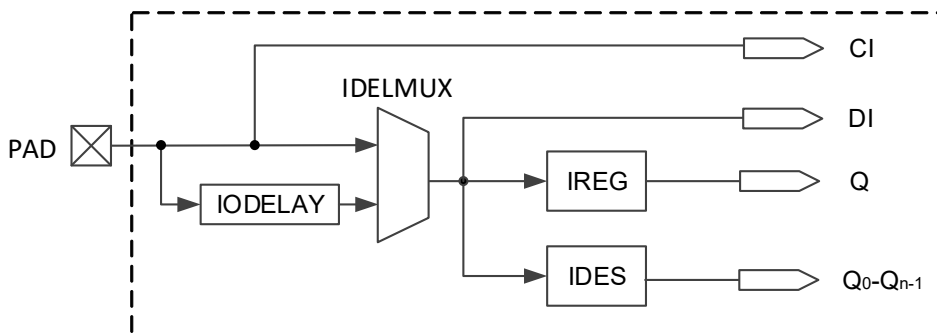 CI
IDELMUX
DI
PAD
IREG
Q
IODELAY
IDES
Q0-Qn-1